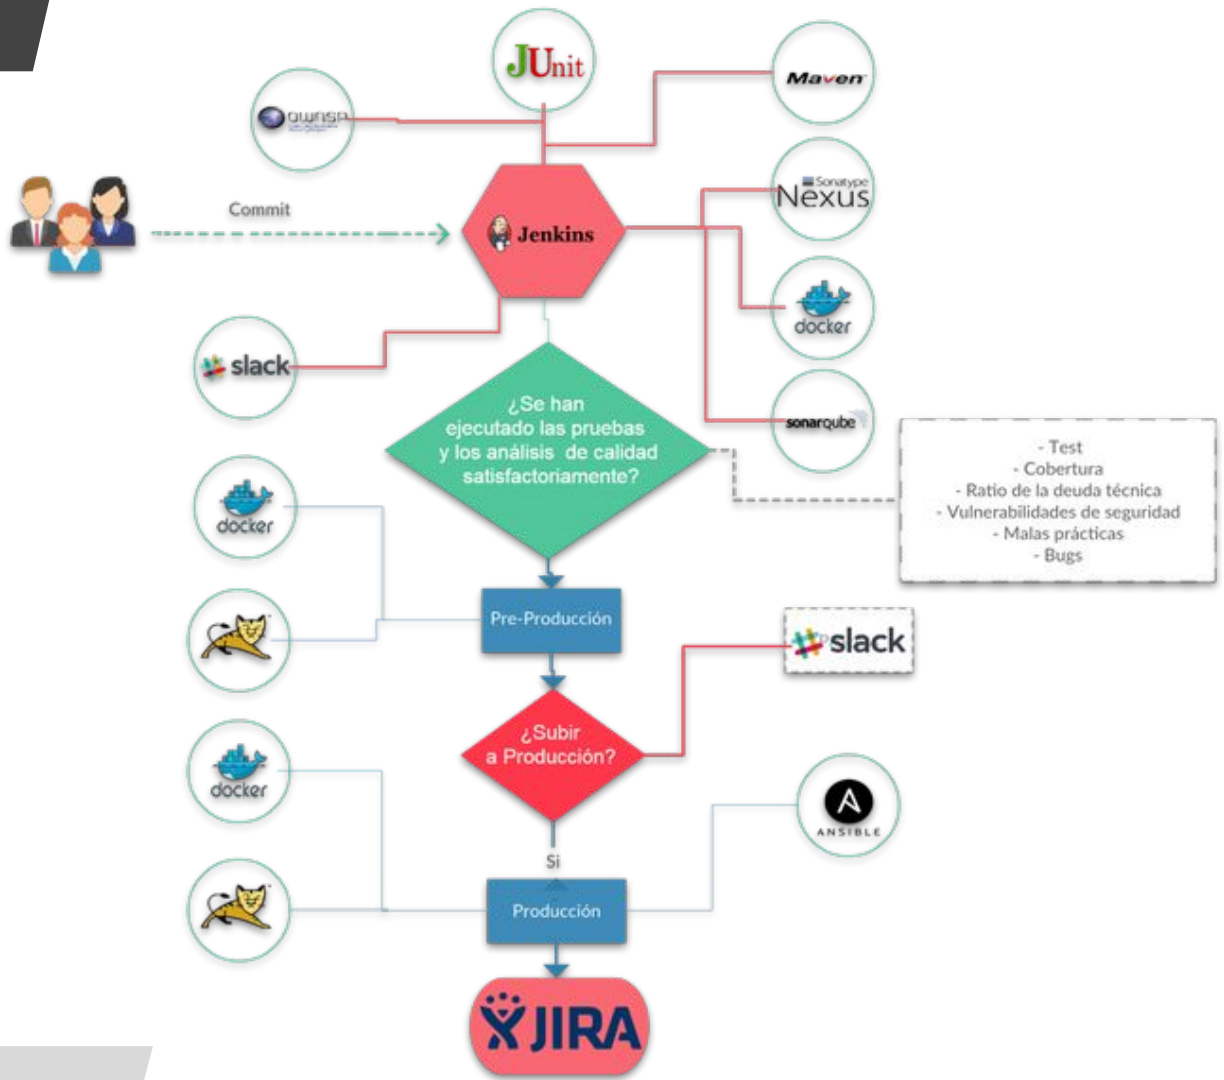 JUnit
Maven
OWASP
Sonatype
Nexus
Commit
Jenkins
docker
slack
sonarqube
¿Se han
ejecutado las pruebas
y los análisis de calidad
satisfactoriamente?
- Test
- Cobertura
- Ratio de la deuda técnica
- Vulnerabilidades de seguridad
- Malas prácticas
- Bugs
docker
Pre-Producción
slack
¿Subir
a Producción?
docker
ANSIBLE
Si
Producción
JIRA